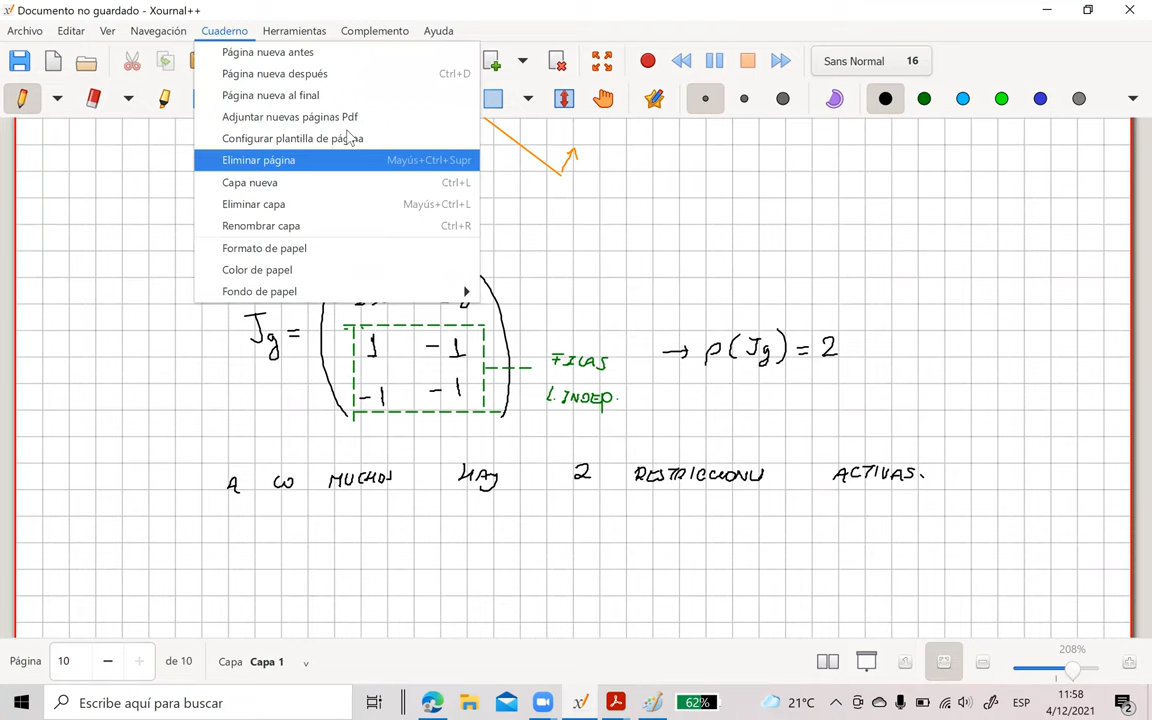 Documento no guardado - Xournal++
Archivo Editar Ver Navegación Cuaderno Herramientas Complemento Ayuda
Página nueva antes
Página nueva después Ctrl+D
Página nueva al final
Adjuntar nuevas páginas Pdf
Configurar plantilla de página
Eliminar página Mayús+Ctrl+Supr
Capa nueva Ctrl+L
Eliminar capa Mayús+Ctrl+L
Renombrar capa Ctrl+R
Formato de papel
Color de papel
Fondo de papel
Sans Normal 16
Jg =
1 -1
-1 -1
FILAS
L. INDEP.
→ ρ(Jg) = 2
A LO MUCHOS HAY 2 RESTRICCIONES ACTIVAS.
Página 10 de 10 Capa Capa 1 208%
Escribe aquí para buscar 62% 21°C ESP 11:58
4/12/2021 2